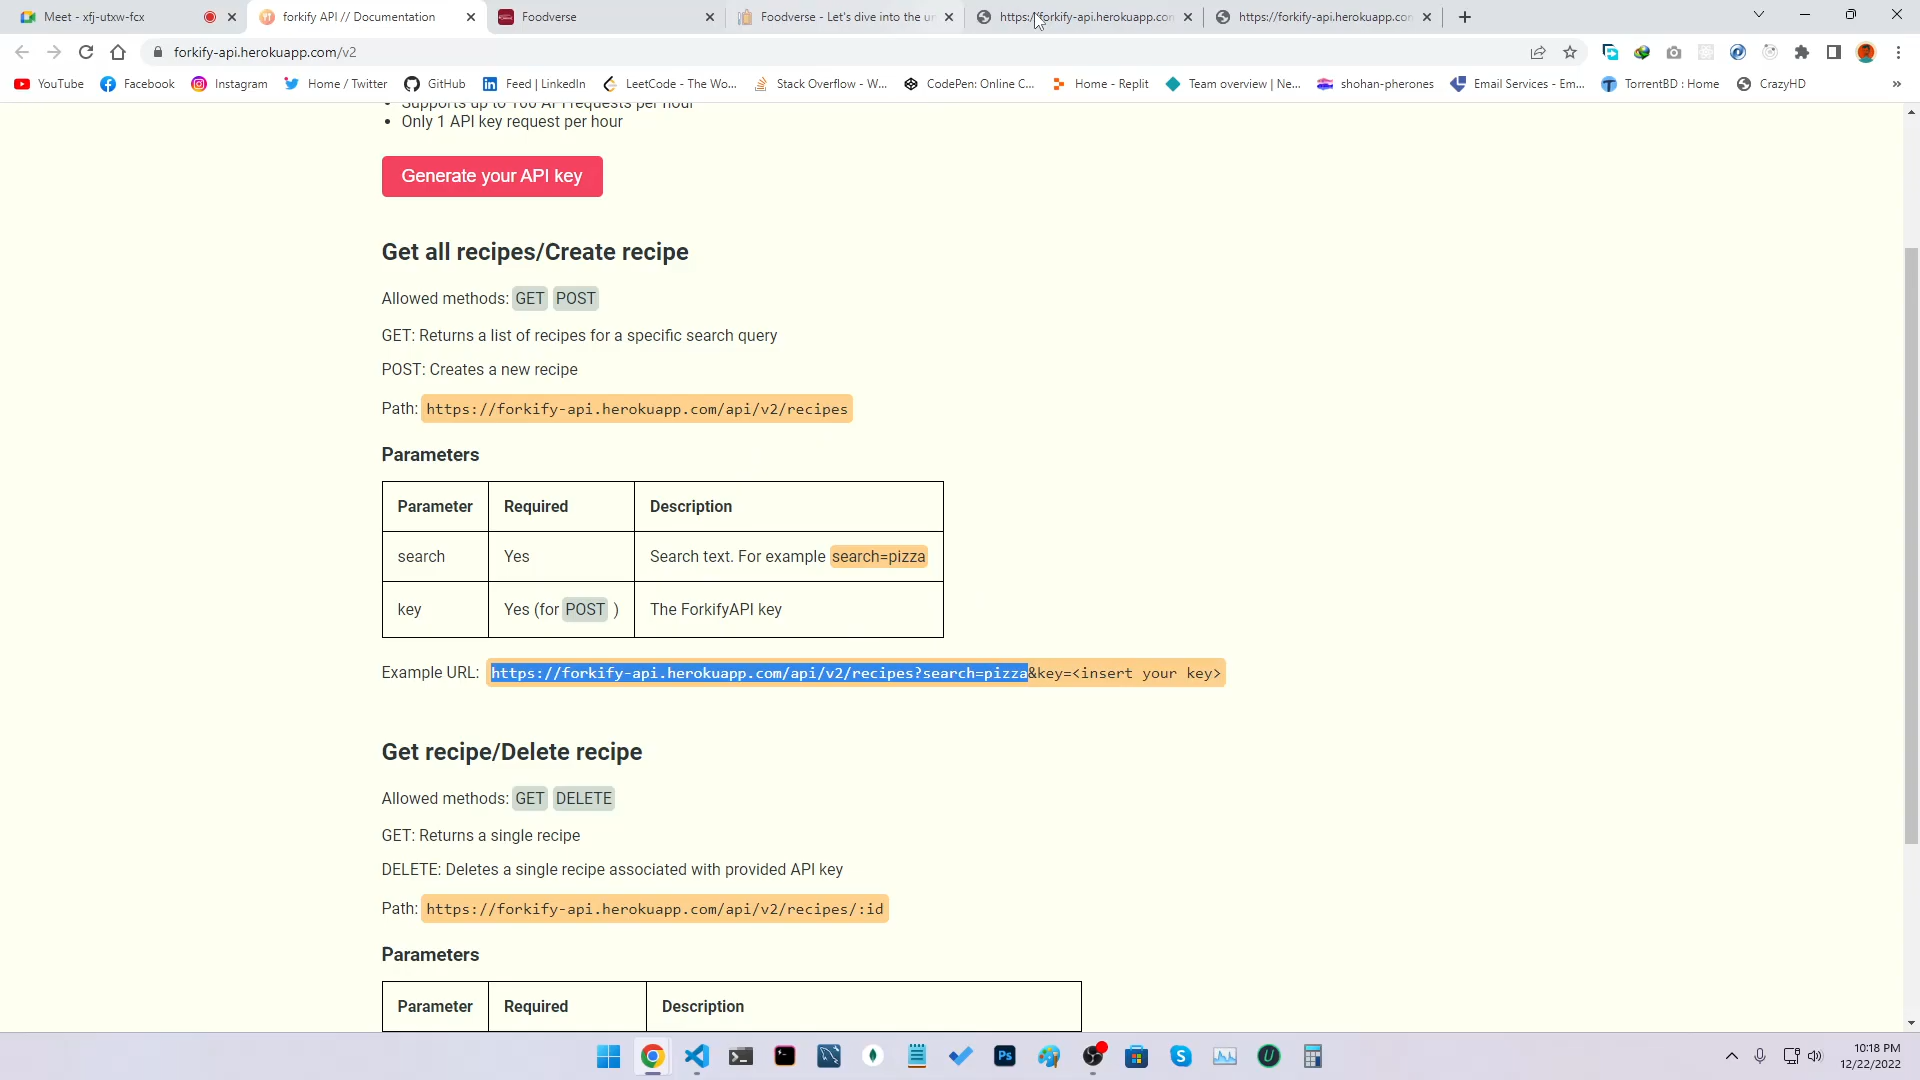 Meet - xfj-utxw-fcx
forkify API // Documentation
Foodverse
Foodverse - Let's dive into the u
https://forkify-api.herokuapp.con
https://forkify-api.herokuapp.con
forkify-api.herokuapp.com/v2
YouTube
Facebook
Instagram
Home / Twitter
GitHub
Feed | LinkedIn
LeetCode - The Wo...
Stack Overflow - W...
CodePen: Online C...
Home - Replit
Team overview | Ne...
shohan-pherones
Email Services - Em...
TorrentBD : Home
CrazyHD
»
• Supports up to 100 API requests per hour
• Only 1 API key request per hour
Generate your API key
Get all recipes/Create recipe
Allowed methods: GET POST
GET: Returns a list of recipes for a specific search query
POST: Creates a new recipe
Path: https://forkify-api.herokuapp.com/api/v2/recipes
Parameters
Parameter Required Description
search Yes Search text. For example search=pizza
key Yes (for POST ) The ForkifyAPI key
Example URL: https://forkify-api.herokuapp.com/api/v2/recipes?search=pizza&key=<insert your key>
Get recipe/Delete recipe
Allowed methods: GET DELETE
GET: Returns a single recipe
DELETE: Deletes a single recipe associated with provided API key
Path: https://forkify-api.herokuapp.com/api/v2/recipes/:id
Parameters
Parameter Required Description
Ps
10:18 PM
12/22/2022